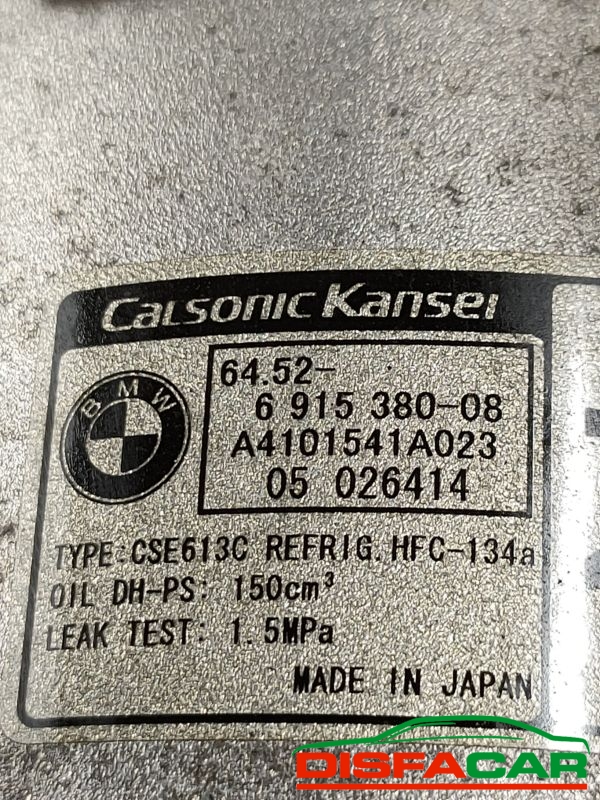 Calsonic Kansei
BMW
64.52-
6 915 380-08
A4101541A023
05 026414
TYPE:CSE613C REFRIG.HFC-134a
OIL DH-PS: 150cm³
LEAK TEST: 1.5MPa
MADE IN JAPAN
DISFACAR